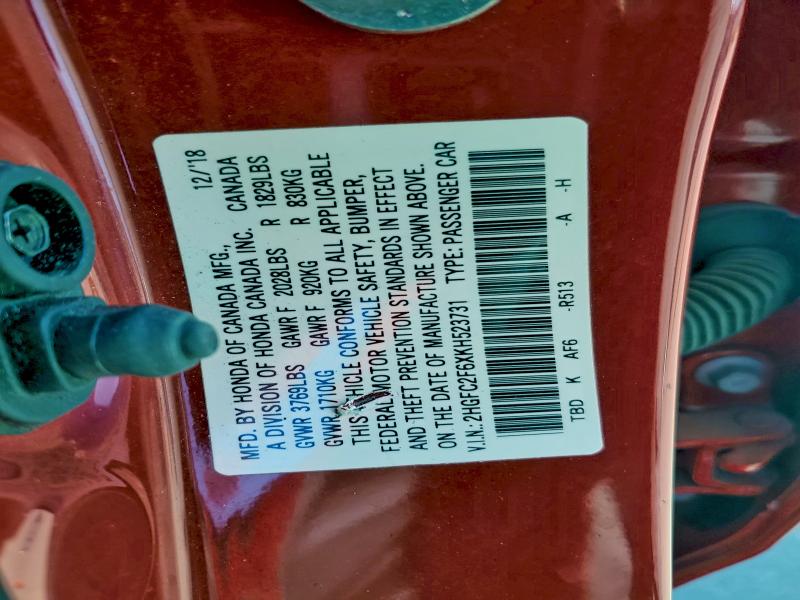 MFD. BY HONDA OF CANADA MFG., 12/'18
A DIVISION OF HONDA CANADA INC. CANADA
GVWR 3769LBS GAWR F 2028LBS R 1829LBS
GVWR 1710KG GAWR F 920KG R 830KG
THIS VEHICLE CONFORMS TO ALL APPLICABLE
FEDERAL MOTOR VEHICLE SAFETY, BUMPER,
AND THEFT PREVENTION STANDARDS IN EFFECT
ON THE DATE OF MANUFACTURE SHOWN ABOVE.
V.I.N.: 2HGFC2F6XKH523731 TYPE: PASSENGER CAR
TBD K AF6 -R513 -A -H